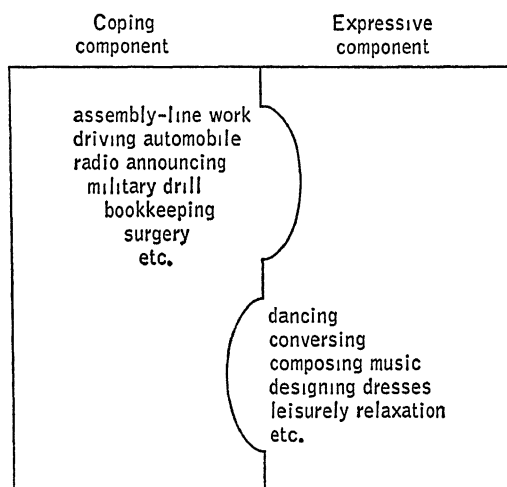 Coping
component
Expressive
component
assembly-line work
driving automobile
radio announcing
military drill
bookkeeping
surgery
etc.
dancing
conversing
composing music
designing dresses
leisurely relaxation
etc.